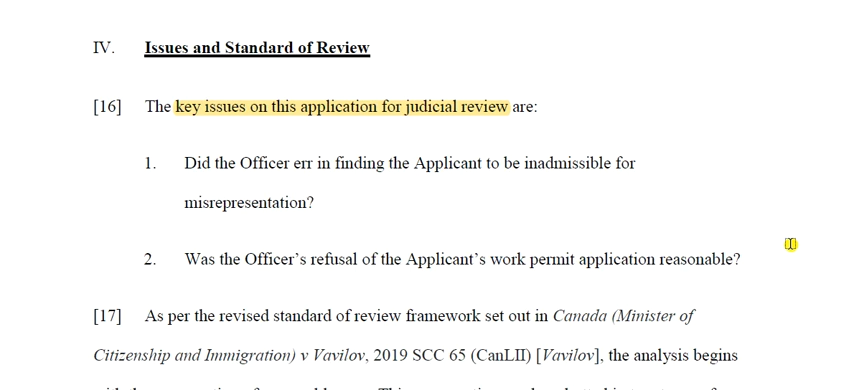 IV. Issues and Standard of Review
[16] The key issues on this application for judicial review are:
1. Did the Officer err in finding the Applicant to be inadmissible for
misrepresentation?
2. Was the Officer's refusal of the Applicant's work permit application reasonable?
[17] As per the revised standard of review framework set out in Canada (Minister of
Citizenship and Immigration) v Vavilov, 2019 SCC 65 (CanLII) [Vavilov], the analysis begins